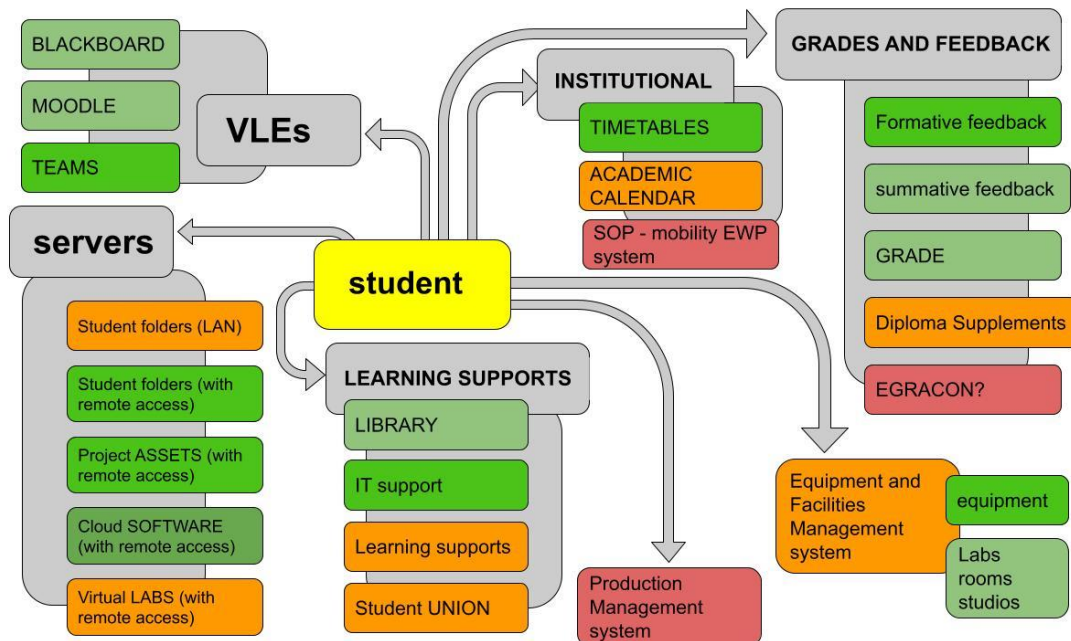 BLACKBOARD
MOODLE
TEAMS
VLEs
servers
Student folders (LAN)
Student folders (with
remote access)
Project ASSETS (with
remote access)
Cloud SOFTWARE
(with remote access)
Virtual LABS (with
remote access)
student
LEARNING SUPPORTS
LIBRARY
IT support
Learning supports
Student UNION
INSTITUTIONAL
TIMETABLES
ACADEMIC
CALENDAR
SOP - mobility EWP
system
GRADES AND FEEDBACK
Formative feedback
summative feedback
GRADE
Diploma Supplements
EGRACON?
Production
Management
system
Equipment and
Facilities
Management
system
equipment
Labs
rooms
studios